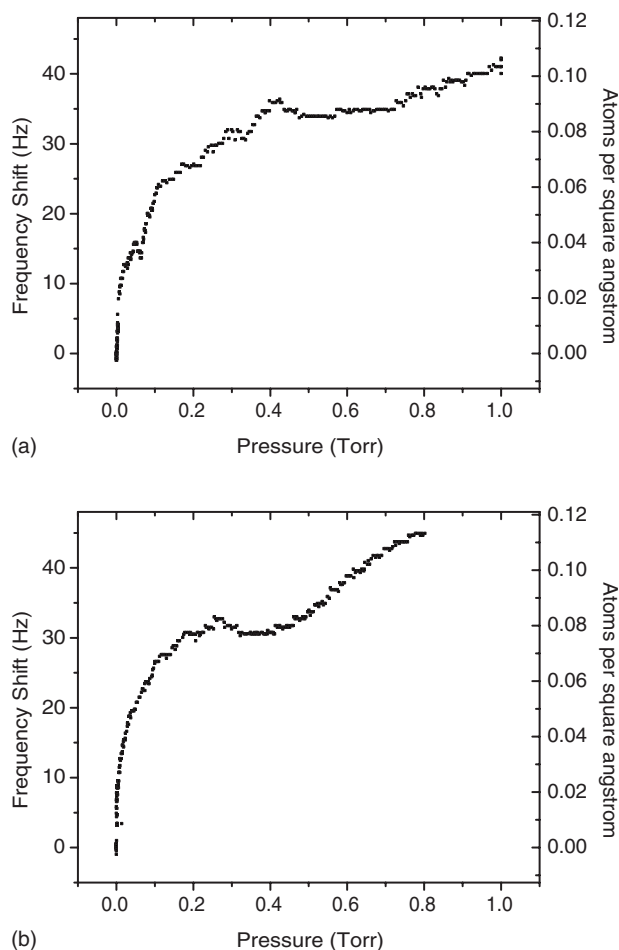 0.12
40
0.10
Frequency Shift (Hz)
Atoms per square angstrom
30
0.08
0.06
20
0.04
10
0.02
0
0.00
0.0 0.2 0.4 0.6 0.8 1.0
(a)
Pressure (Torr)
0.12
40
0.10
Frequency Shift (Hz)
Atoms per square angstrom
30
0.08
0.06
20
0.04
10
0.02
0
0.00
0.0 0.2 0.4 0.6 0.8 1.0
(b)
Pressure (Torr)